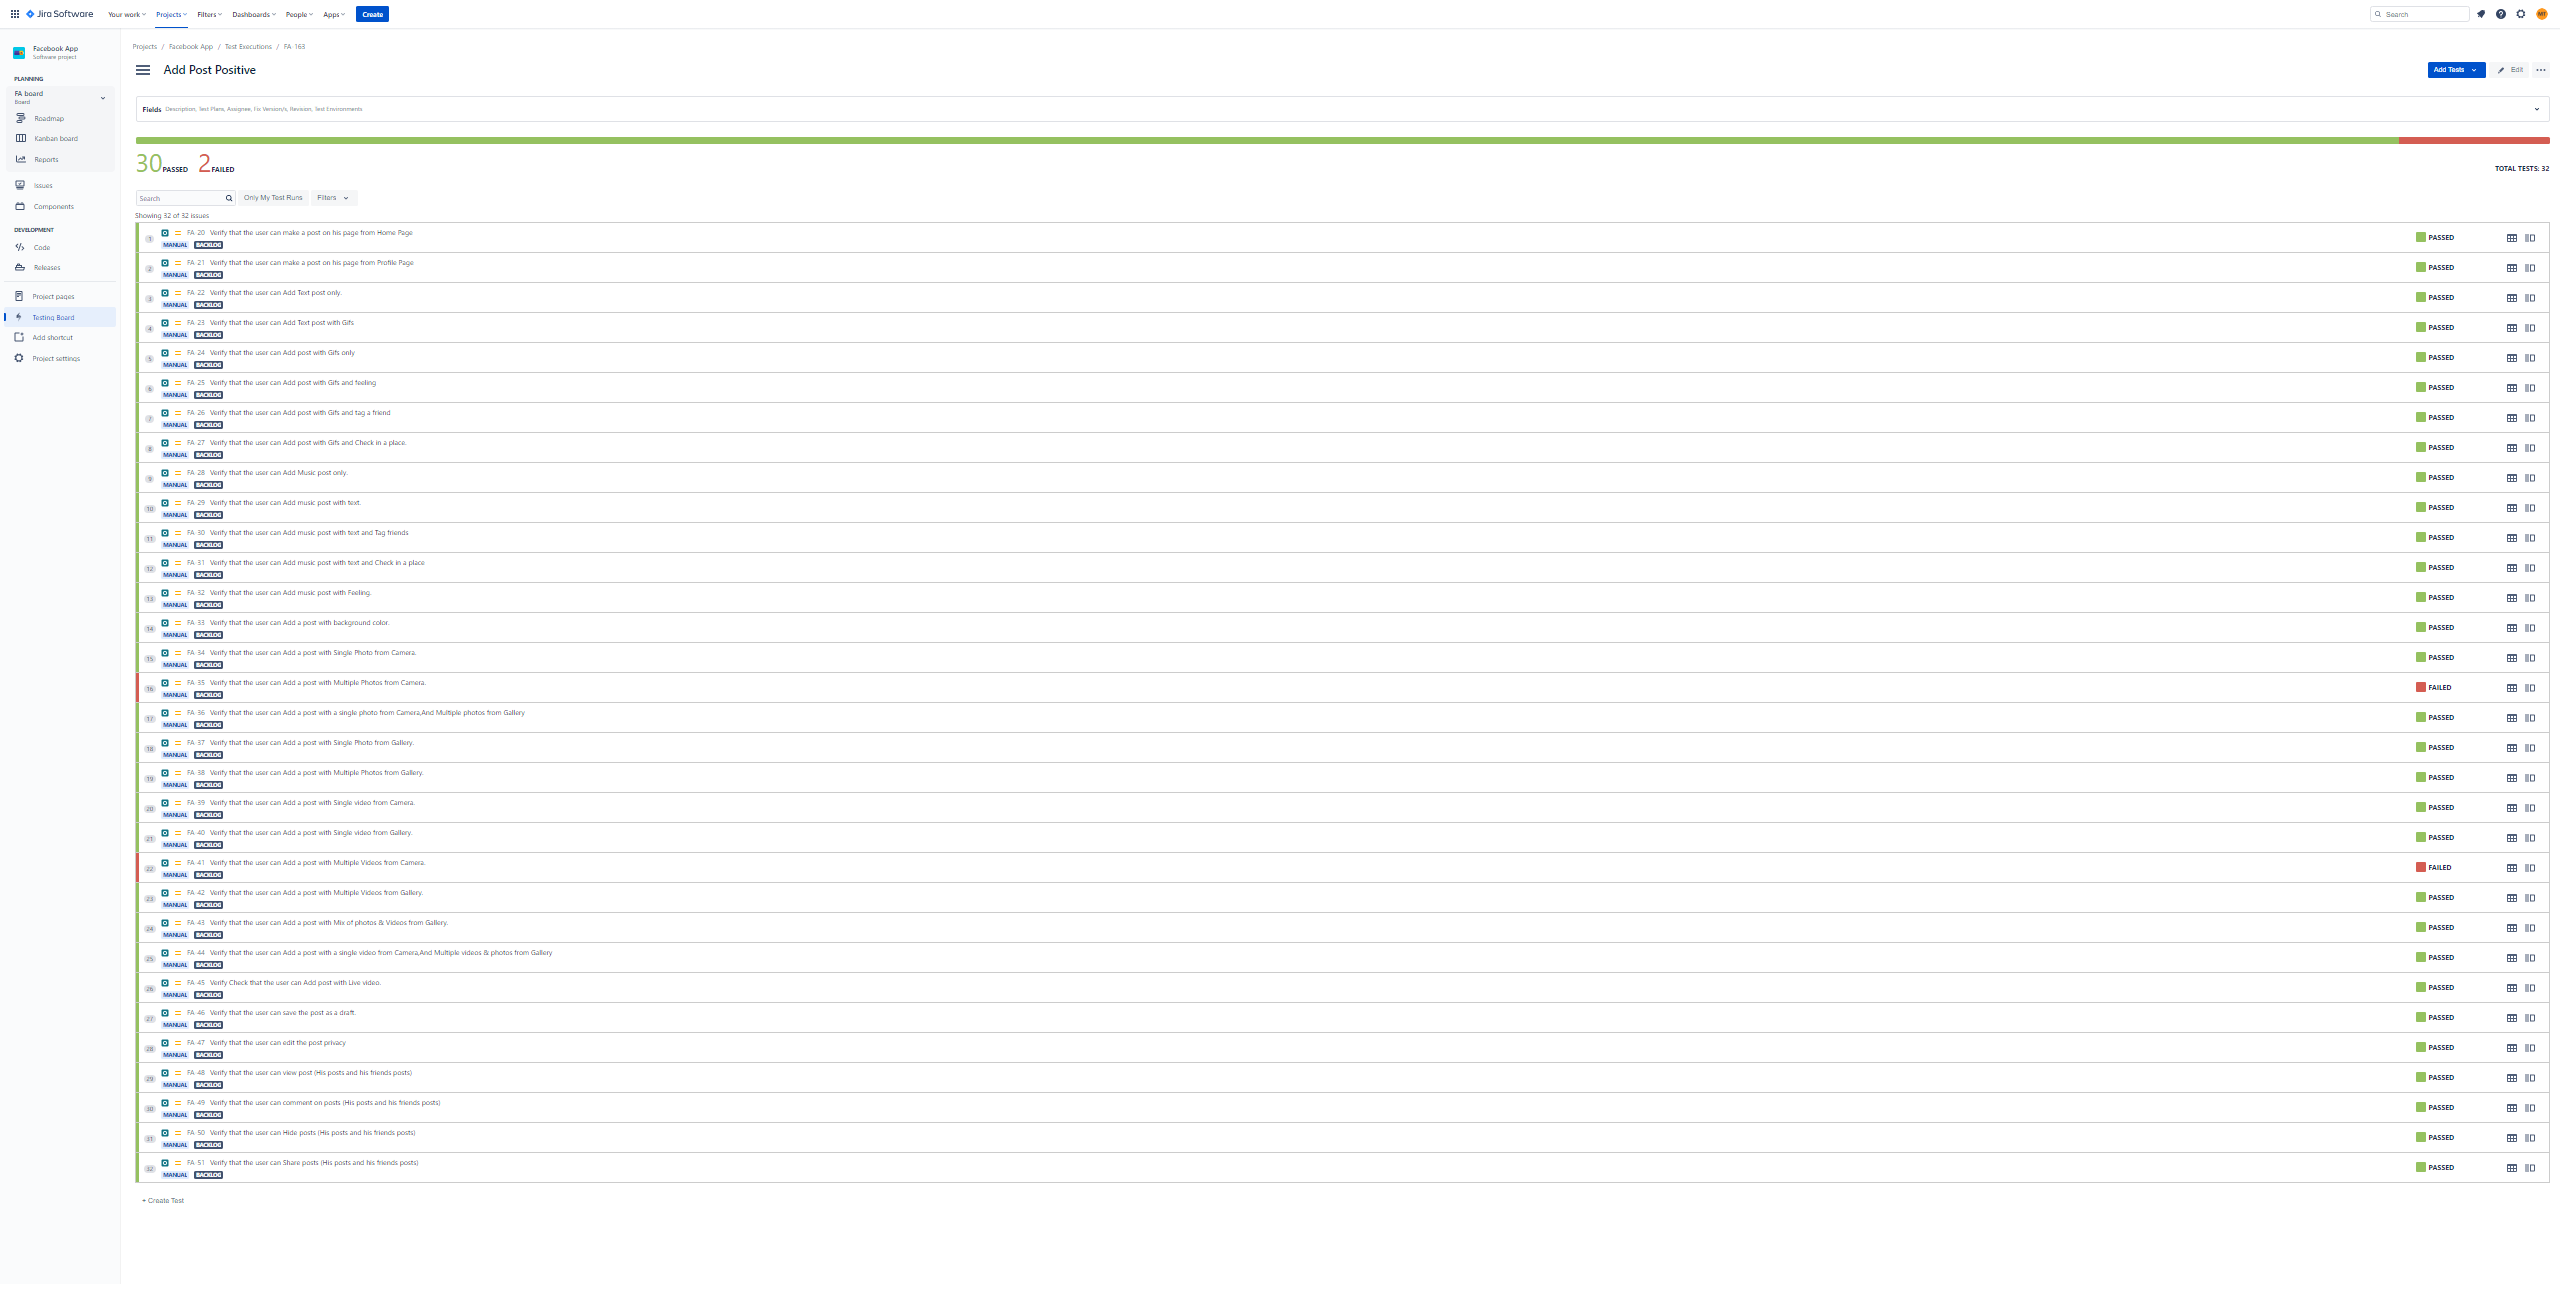 Jira Software Your work Projects Filters Dashboards People Apps Create Search MT
Facebook App
Software project
PLANNING
FA board
Board
Roadmap
Kanban board
Reports
Issues
Components
DEVELOPMENT
Code
Releases
Project pages
Testing Board
Add shortcut
Project settings
Projects / Facebook App / Test Executions / FA-163
Add Post Positive
Add Tests Edit
Fields Description, Test Plans, Assignee, Fix Version/s, Revision, Test Environments
30 PASSED 2 FAILED TOTAL TESTS: 32
Search Only My Test Runs Filters
Showing 32 of 32 issues
1 FA-20 Verify that the user can make a post on his page from Home Page PASSED
MANUAL BACKLOG
2 FA-21 Verify that the user can make a post on his page from Profile Page PASSED
MANUAL BACKLOG
3 FA-22 Verify that the user can Add Text post only. PASSED
MANUAL BACKLOG
4 FA-23 Verify that the user can Add Text post with Gifs PASSED
MANUAL BACKLOG
5 FA-24 Verify that the user can Add post with Gifs only PASSED
MANUAL BACKLOG
6 FA-25 Verify that the user can Add post with Gifs and feeling PASSED
MANUAL BACKLOG
7 FA-26 Verify that the user can Add post with Gifs and tag a friend PASSED
MANUAL BACKLOG
8 FA-27 Verify that the user can Add post with Gifs and Check in a place. PASSED
MANUAL BACKLOG
9 FA-28 Verify that the user can Add Music post only. PASSED
MANUAL BACKLOG
10 FA-29 Verify that the user can Add music post with text. PASSED
MANUAL BACKLOG
11 FA-30 Verify that the user can Add music post with text and Tag friends PASSED
MANUAL BACKLOG
12 FA-31 Verify that the user can Add music post with text and Check in a place PASSED
MANUAL BACKLOG
13 FA-32 Verify that the user can Add music post with Feeling. PASSED
MANUAL BACKLOG
14 FA-33 Verify that the user can Add a post with background color. PASSED
MANUAL BACKLOG
15 FA-34 Verify that the user can Add a post with Single Photo from Camera. PASSED
MANUAL BACKLOG
16 FA-35 Verify that the user can Add a post with Multiple Photos from Camera. FAILED
MANUAL BACKLOG
17 FA-36 Verify that the user can Add a post with a single photo from Camera,And Multiple photos from Gallery PASSED
MANUAL BACKLOG
18 FA-37 Verify that the user can Add a post with Single Photo from Gallery. PASSED
MANUAL BACKLOG
19 FA-38 Verify that the user can Add a post with Multiple Photos from Gallery. PASSED
MANUAL BACKLOG
20 FA-39 Verify that the user can Add a post with Single video from Camera. PASSED
MANUAL BACKLOG
21 FA-40 Verify that the user can Add a post with Single video from Gallery. PASSED
MANUAL BACKLOG
22 FA-41 Verify that the user can Add a post with Multiple Videos from Camera. FAILED
MANUAL BACKLOG
23 FA-42 Verify that the user can Add a post with Multiple Videos from Gallery. PASSED
MANUAL BACKLOG
24 FA-43 Verify that the user can Add a post with Mix of photos & Videos from Gallery. PASSED
MANUAL BACKLOG
25 FA-44 Verify that the user can Add a post with a single video from Camera,And Multiple videos & photos from Gallery PASSED
MANUAL BACKLOG
26 FA-45 Verify Check that the user can Add post with Live video. PASSED
MANUAL BACKLOG
27 FA-46 Verify that the user can save the post as a draft. PASSED
MANUAL BACKLOG
28 FA-47 Verify that the user can edit the post privacy PASSED
MANUAL BACKLOG
29 FA-48 Verify that the user can view post (His posts and his friends posts) PASSED
MANUAL BACKLOG
30 FA-49 Verify that the user can comment on posts (His posts and his friends posts) PASSED
MANUAL BACKLOG
31 FA-50 Verify that the user can Hide posts (His posts and his friends posts) PASSED
MANUAL BACKLOG
32 FA-51 Verify that the user can Share posts (His posts and his friends posts) PASSED
MANUAL BACKLOG
+ Create Test